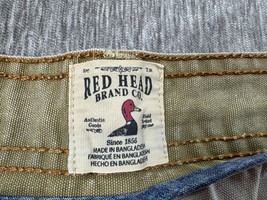 RED HEAD
BRAND CO.
Authentic
Goods
Since 1856
MADE IN BANGLADESH
FABRIQUÉ EN BANGLADESH
HECHO EN BANGLADESH